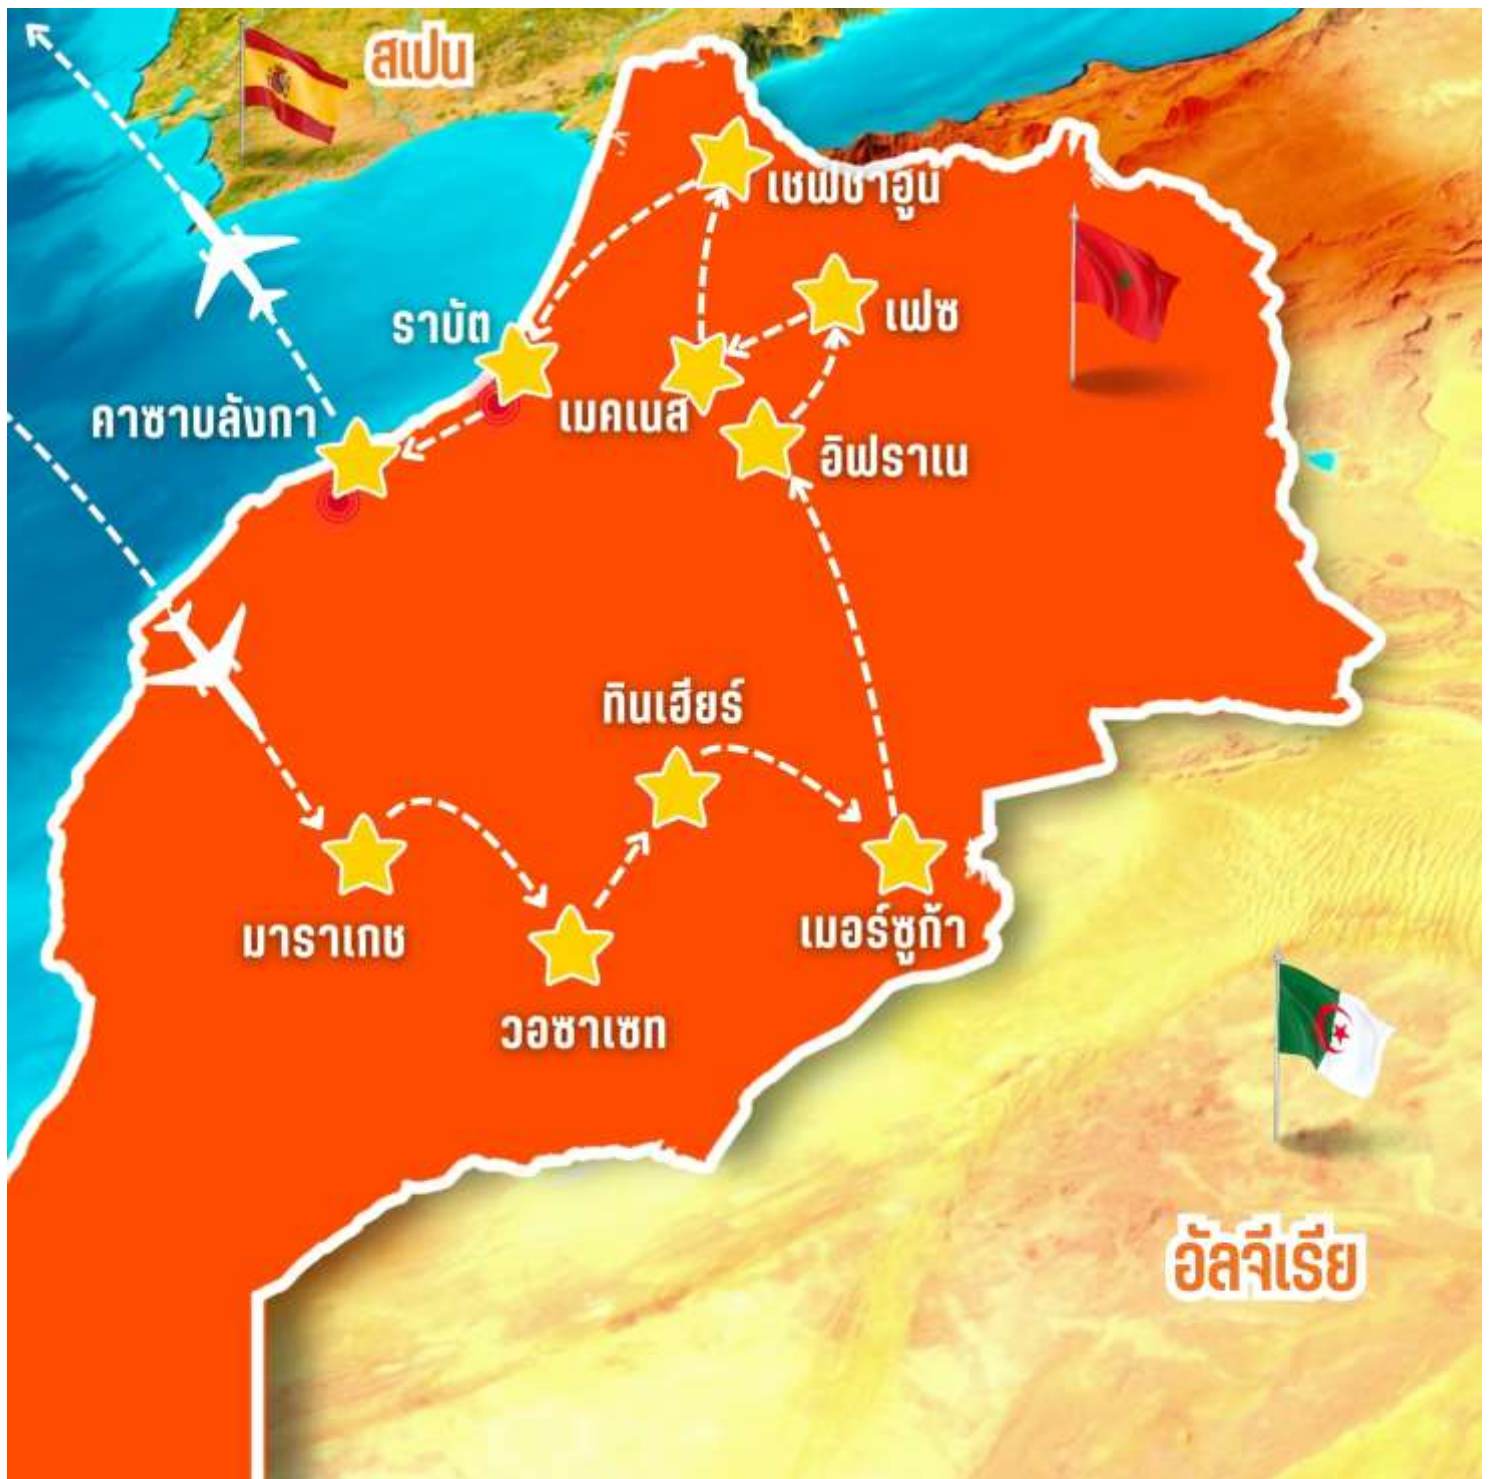 สเปน
เชฟชาอูน
ราบัต
เฟซ
คาซาบลังกา
เมคเนส
อิฟราเน
ทินเฮียร์
มาราเกช
เมอร์ซูก้า
วอซาเซท
อัลจีเรีย